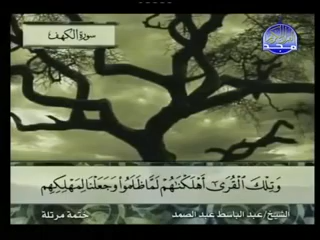 سورة الكهف
مجد
وَتِلْكَ الْقُرَىٰ أَهْلَكْنَاهُمْ لَمَّا ظَلَمُوا وَجَعَلْنَا لِمَهْلِكِهِم
الشيخ/عبد الباسط عبد الصمد
ختمة مرتلة